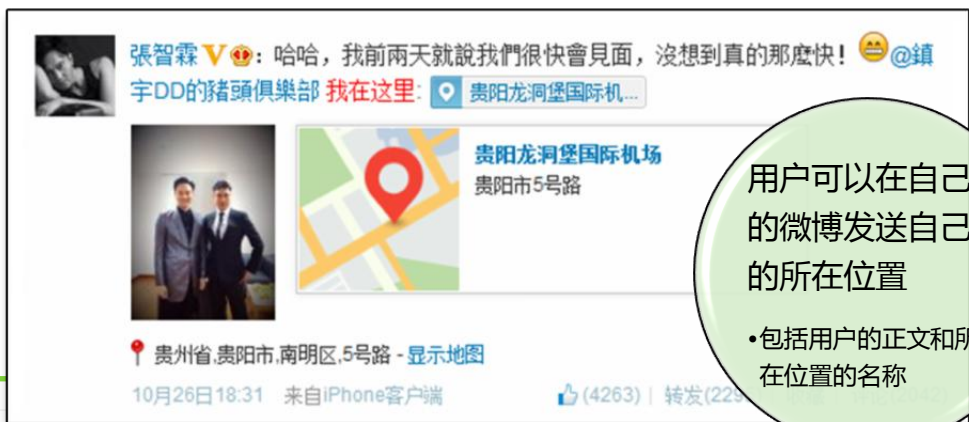 張智霖：哈哈，我前兩天就說我們很快會見面，沒想到真的那麼快！@鎮
宇DD的豬頭俱樂部 我在这里: 贵阳龙洞堡国际机...
贵阳龙洞堡国际机场
贵阳市5号路
贵州省,贵阳市,南明区,5号路 - 显示地图
10月26日18:31 来自iPhone客户端 (4263) | 转发(229
用户可以在自己
的微博发送自己
的所在位置
•包括用户的正文和所
在位置的名称